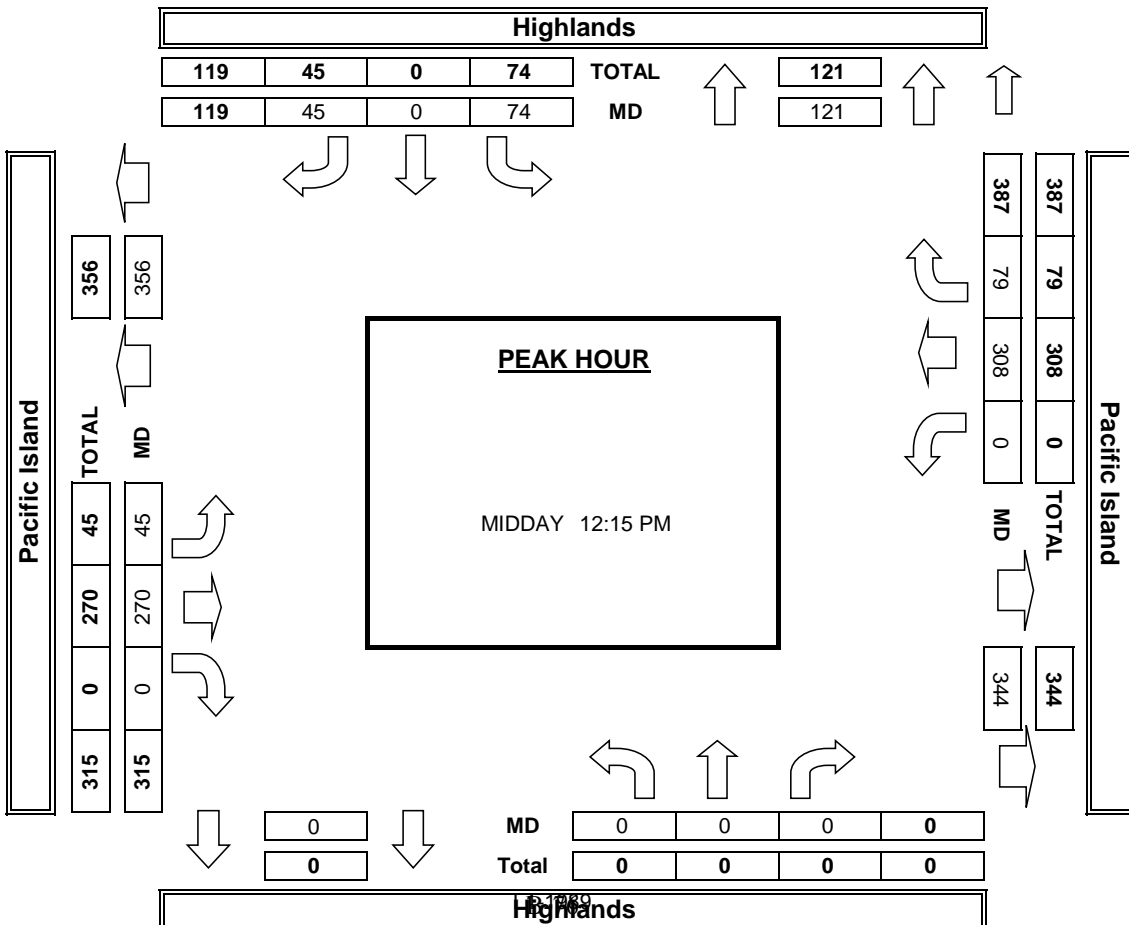 Highlands
119 45 0 74 TOTAL 121
119 45 0 74 MD 121
Pacific Island
TOTAL 356
MD 356
TOTAL 45 270 0 315
MD 45 270 0 315
PEAK HOUR
MIDDAY 12:15 PM
387 79 308 0 MD
387 79 308 0 TOTAL
344
344
Pacific Island
0 MD 0 0 0 0
0 Total 0 0 0 0
Highlands